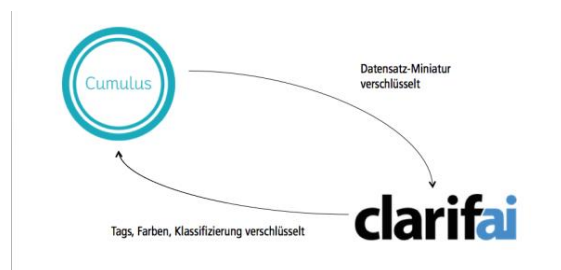 Cumulus
Datensatz-Miniatur
verschlüsselt
clarifai
Tags, Farben, Klassifizierung verschlüsselt